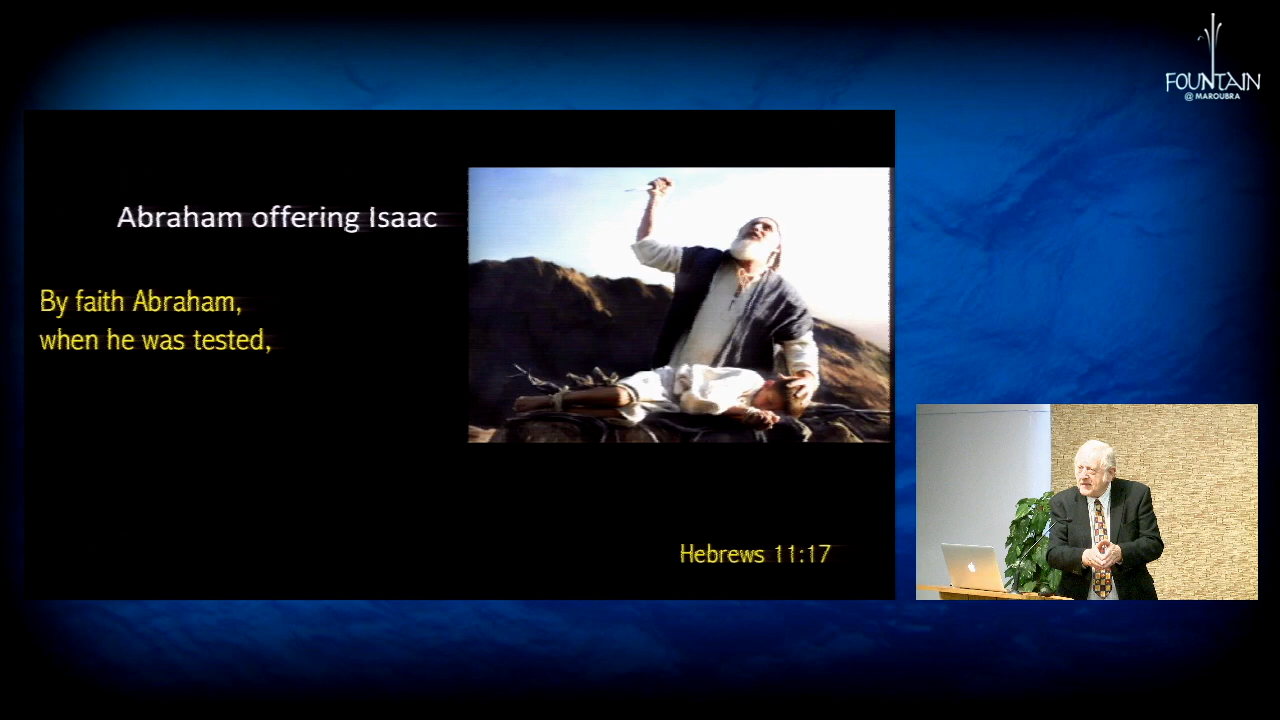 FOUNTAIN
@ MAROUBRA
Abraham offering Isaac
By faith Abraham,
when he was tested,
Hebrews 11:17